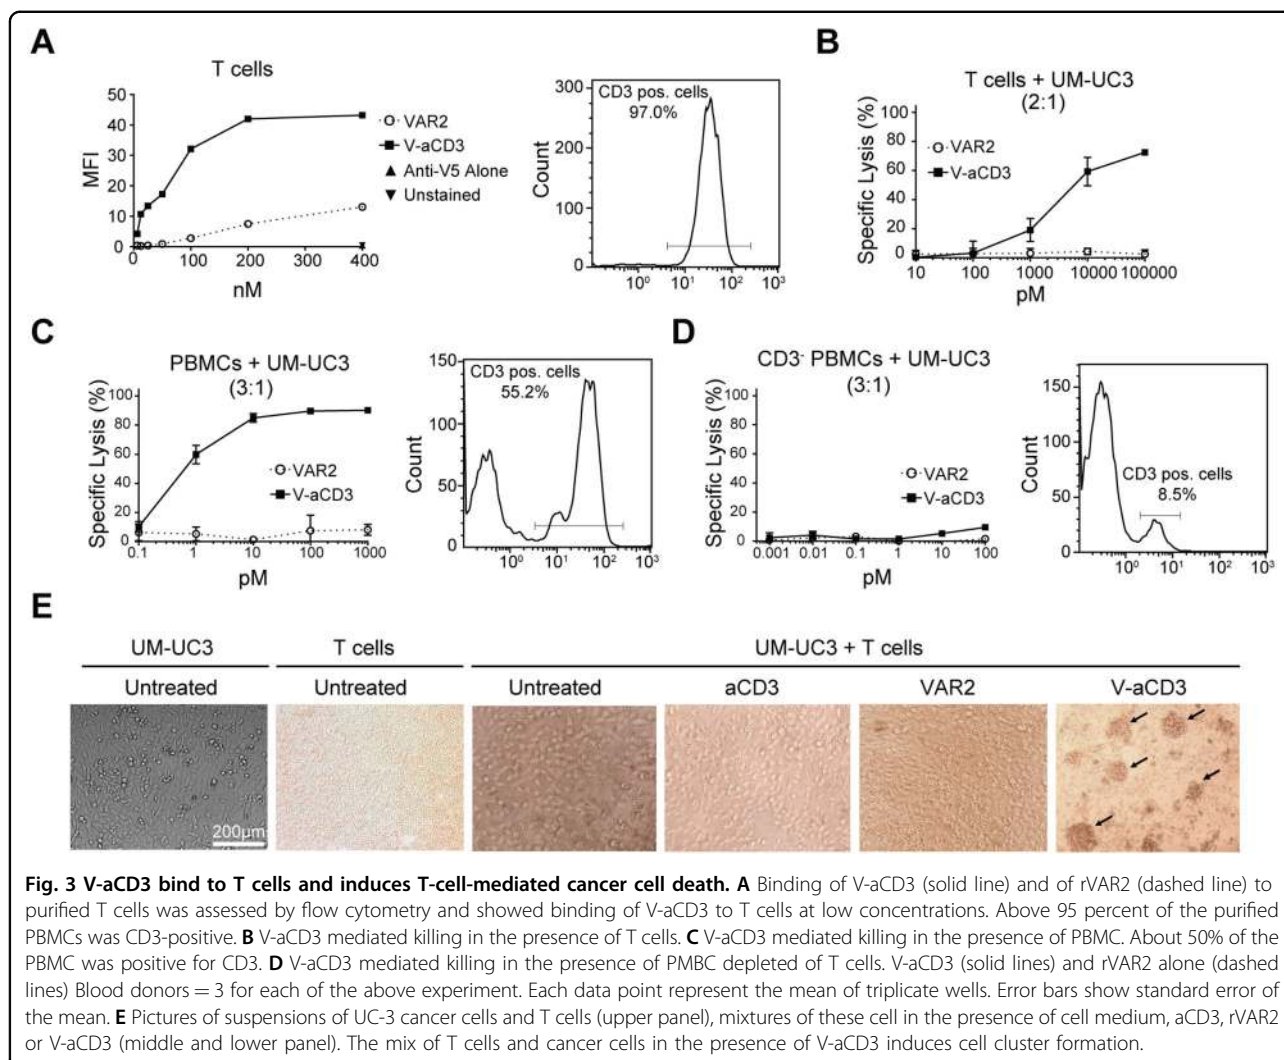 A
T cells
50
40
30
20
10
0
MFI
0 100 200 300 400
nM
VAR2
V-aCD3
Anti-V5 Alone
Unstained
CD3 pos. cells
97.0%
300
200
100
0
Count
10⁰ 10¹ 10² 10³
B
T cells + UM-UC3
(2:1)
100
80
60
40
20
0
Specific Lysis (%)
VAR2
V-aCD3
10 100 1000 10000 100000
pM
C
PBMCs + UM-UC3
(3:1)
100
80
60
40
20
0
Specific Lysis (%)
VAR2
V-aCD3
0.1 1 10 100 1000
pM
CD3 pos. cells
55.2%
150
100
50
0
Count
10⁰ 10¹ 10² 10³
D
CD3⁻ PBMCs + UM-UC3
(3:1)
100
80
60
40
20
0
Specific Lysis (%)
VAR2
V-aCD3
0.001 0.01 0.1 1 10 100
pM
CD3 pos. cells
8.5%
150
100
50
0
Count
10⁰ 10¹ 10² 10³
E
UM-UC3 T cells UM-UC3 + T cells
Untreated Untreated Untreated aCD3 VAR2 V-aCD3
200µm
Fig. 3 V-aCD3 bind to T cells and induces T-cell-mediated cancer cell death. A Binding of V-aCD3 (solid line) and of rVAR2 (dashed line) to
purified T cells was assessed by flow cytometry and showed binding of V-aCD3 to T cells at low concentrations. Above 95 percent of the purified
PBMCs was CD3-positive. B V-aCD3 mediated killing in the presence of T cells. C V-aCD3 mediated killing in the presence of PBMC. About 50% of the
PBMC was positive for CD3. D V-aCD3 mediated killing in the presence of PMBC depleted of T cells. V-aCD3 (solid lines) and rVAR2 alone (dashed
lines) Blood donors = 3 for each of the above experiment. Each data point represent the mean of triplicate wells. Error bars show standard error of
the mean. E Pictures of suspensions of UC-3 cancer cells and T cells (upper panel), mixtures of these cell in the presence of cell medium, aCD3, rVAR2
or V-aCD3 (middle and lower panel). The mix of T cells and cancer cells in the presence of V-aCD3 induces cell cluster formation.